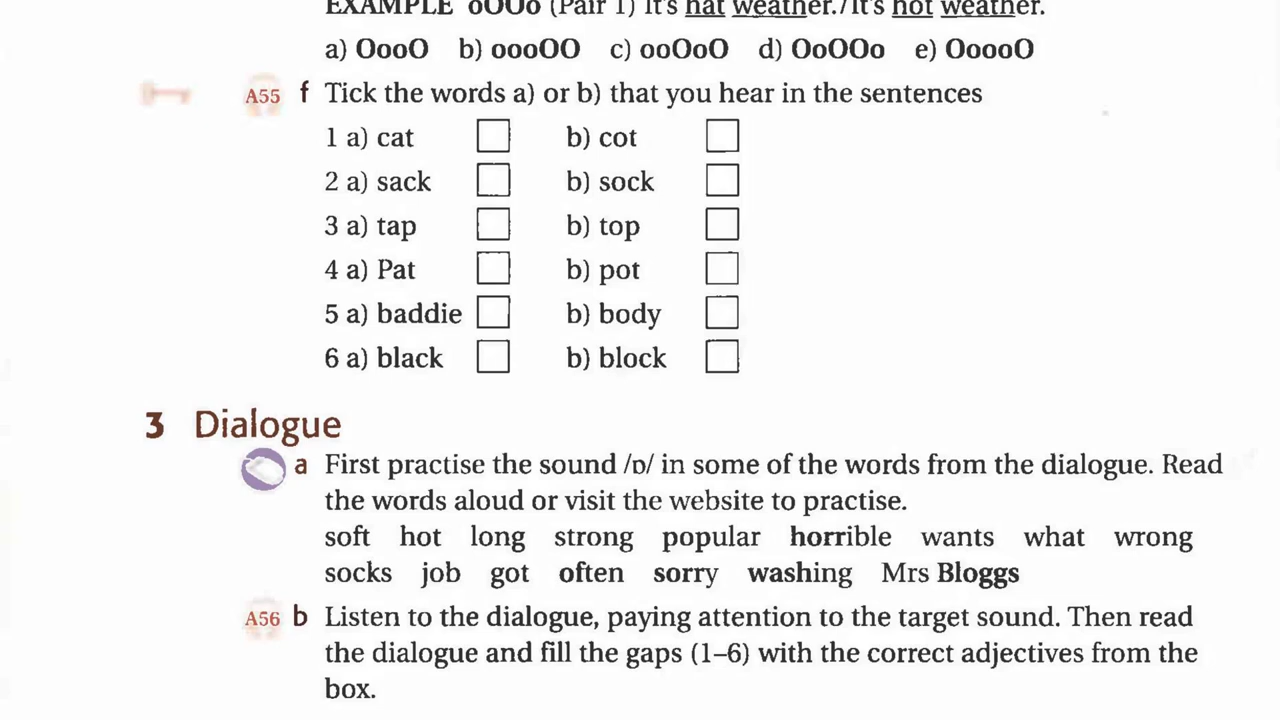 EXAMPLE oOOo (Pair 1) It's hat weather./It's hot weather.
a) OooO b) oooOO c) ooOoO d) OoOOo e) OoooO
A55 f Tick the words a) or b) that you hear in the sentences
1 a) cat b) cot
2 a) sack b) sock
3 a) tap b) top
4 a) Pat b) pot
5 a) baddie b) body
6 a) black b) block
3 Dialogue
a First practise the sound /ɒ/ in some of the words from the dialogue. Read
the words aloud or visit the website to practise.
soft hot long strong popular horrible wants what wrong
socks job got often sorry washing Mrs Bloggs
A56 b Listen to the dialogue, paying attention to the target sound. Then read
the dialogue and fill the gaps (1–6) with the correct adjectives from the
box.